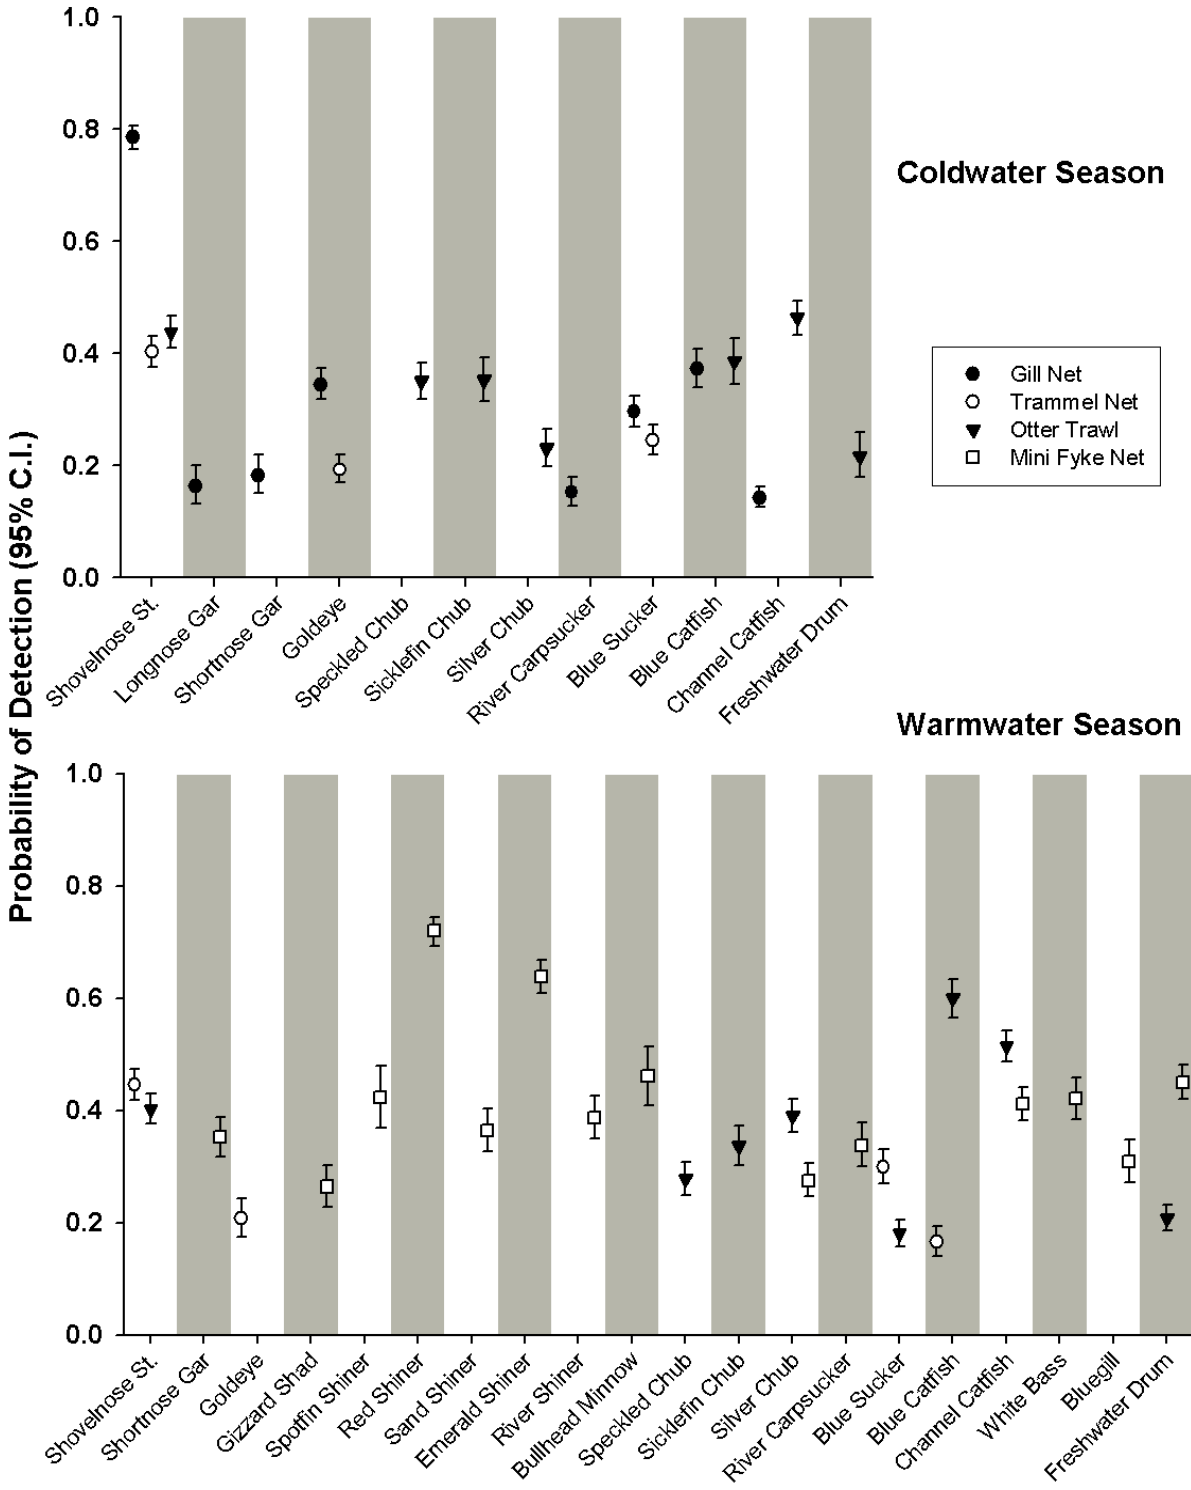 Probability of Detection (95% C.I.)
1.0
0.8
0.6
0.4
0.2
0.0
Shovelnose St.
Longnose Gar
Shortnose Gar
Goldeye
Speckled Chub
Sicklefin Chub
Silver Chub
River Carpsucker
Blue Sucker
Blue Catfish
Channel Catfish
Freshwater Drum
Coldwater Season
Gill Net
Trammel Net
Otter Trawl
Mini Fyke Net
Warmwater Season
1.0
0.8
0.6
0.4
0.2
0.0
Shovelnose St.
Shortnose Gar
Goldeye
Gizzard Shad
Spotfin Shiner
Red Shiner
Sand Shiner
Emerald Shiner
River Shiner
Bullhead Minnow
Speckled Chub
Sicklefin Chub
Silver Chub
River Carpsucker
Blue Sucker
Blue Catfish
Channel Catfish
White Bass
Bluegill
Freshwater Drum